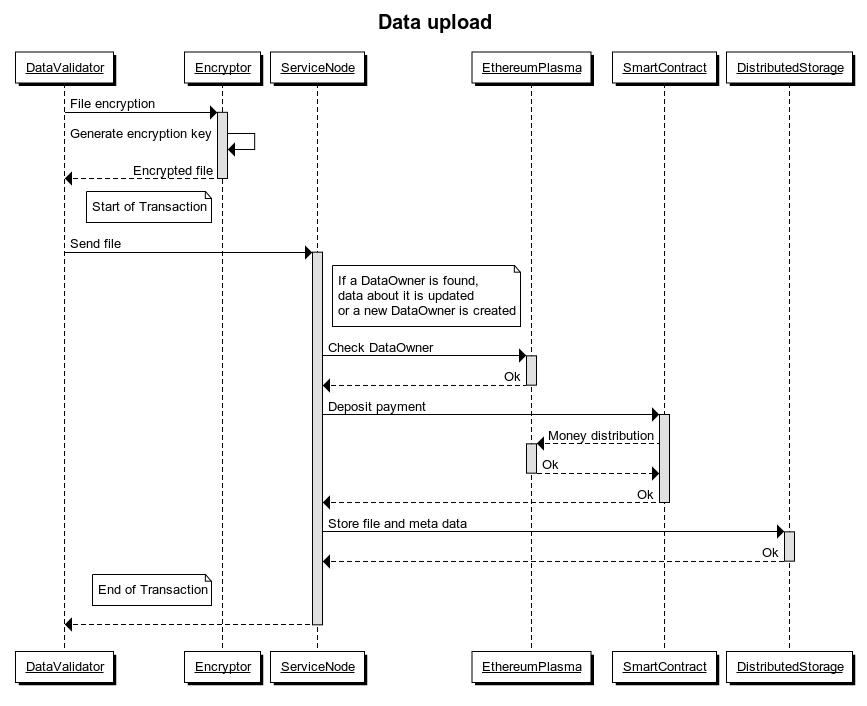 Data upload
DataValidator
Encryptor
ServiceNode
EthereumPlasma
SmartContract
DistributedStorage
File encryption
Generate encryption key
Encrypted file
Start of Transaction
Send file
If a DataOwner is found,
data about it is updated
or a new DataOwner is created
Check DataOwner
Ok
Deposit payment
Money distribution
Ok
Ok
Store file and meta data
Ok
End of Transaction
DataValidator
Encryptor
ServiceNode
EthereumPlasma
SmartContract
DistributedStorage